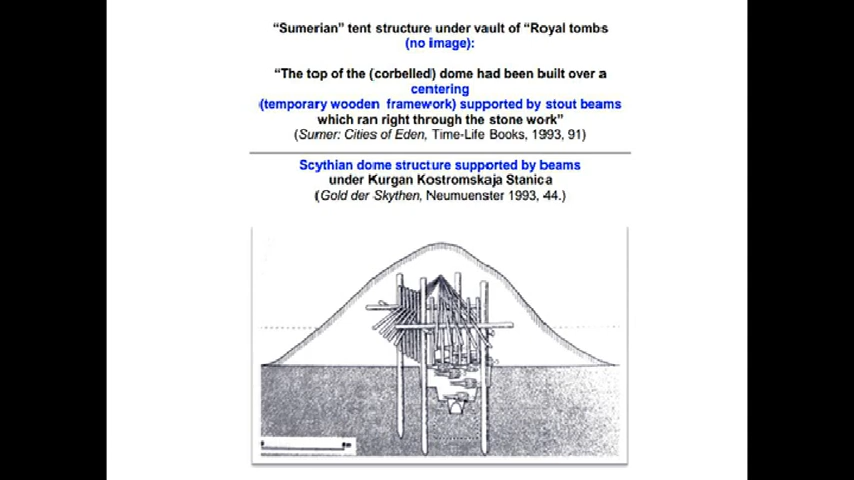 “Sumerian” tent structure under vault of “Royal tombs
(no image):
“The top of the (corbelled) dome had been built over a
centering
(temporary wooden framework) supported by stout beams
which ran right through the stone work”
(Sumer: Cities of Eden, Time-Life Books, 1993, 91)
Scythian dome structure supported by beams
under Kurgan Kostromskaja Stanica
(Gold der Skythen, Neumuenster 1993, 44.)